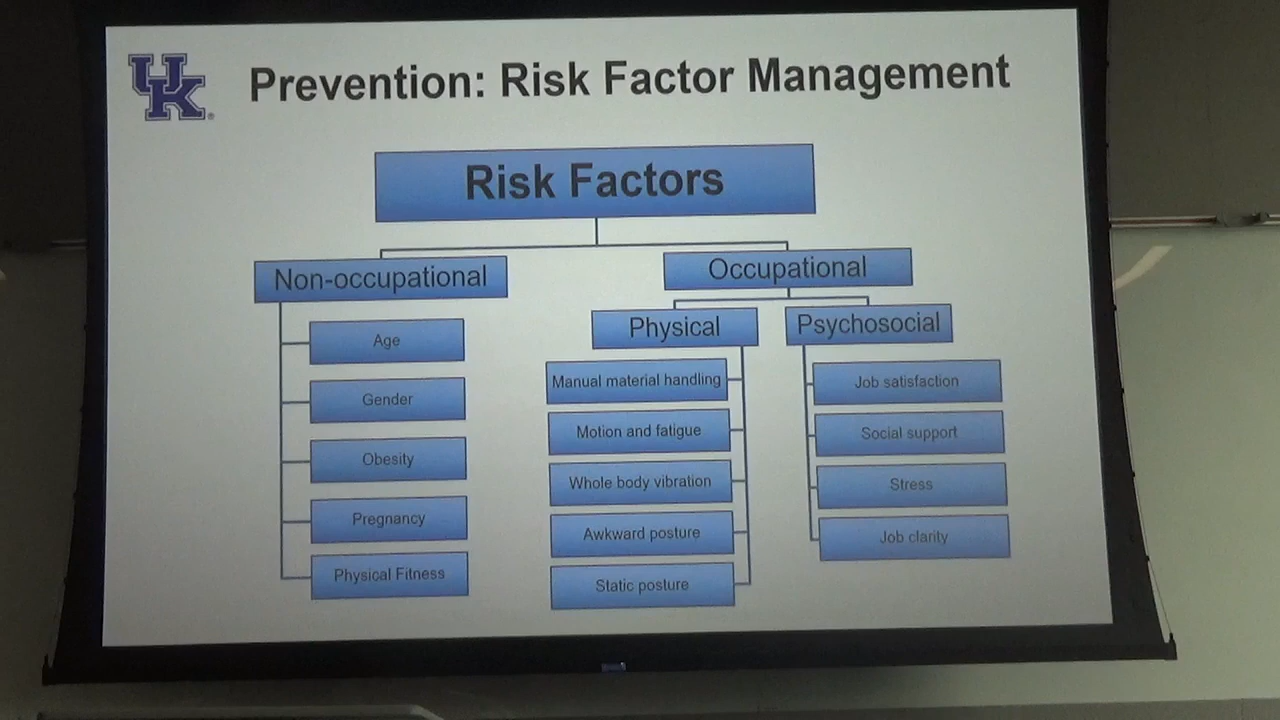 UK
Prevention: Risk Factor Management
Risk Factors
Non-occupational
Age
Gender
Obesity
Pregnancy
Physical Fitness
Occupational
Physical
Manual material handling
Motion and fatigue
Whole body vibration
Awkward posture
Static posture
Psychosocial
Job satisfaction
Social support
Stress
Job clarity